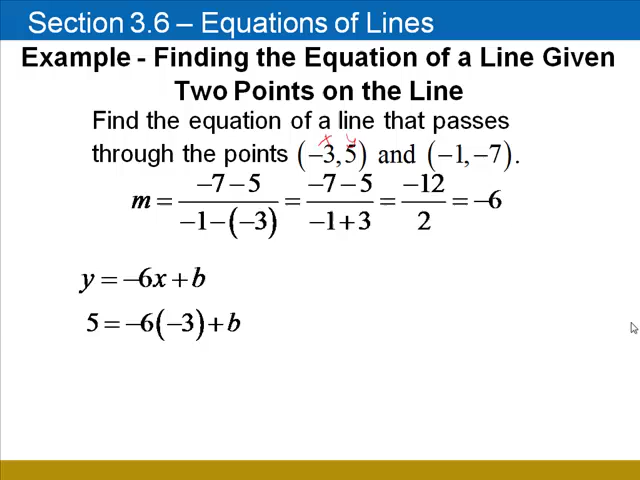 Section 3.6 – Equations of Lines
Example - Finding the Equation of a Line Given
Two Points on the Line
Find the equation of a line that passes
x y
through the points (−3, 5) and (−1, −7).
m = (−7 − 5)/(−1 − (−3)) = (−7 − 5)/(−1 + 3) = −12/2 = −6
y = −6x + b
5 = −6(−3) + b